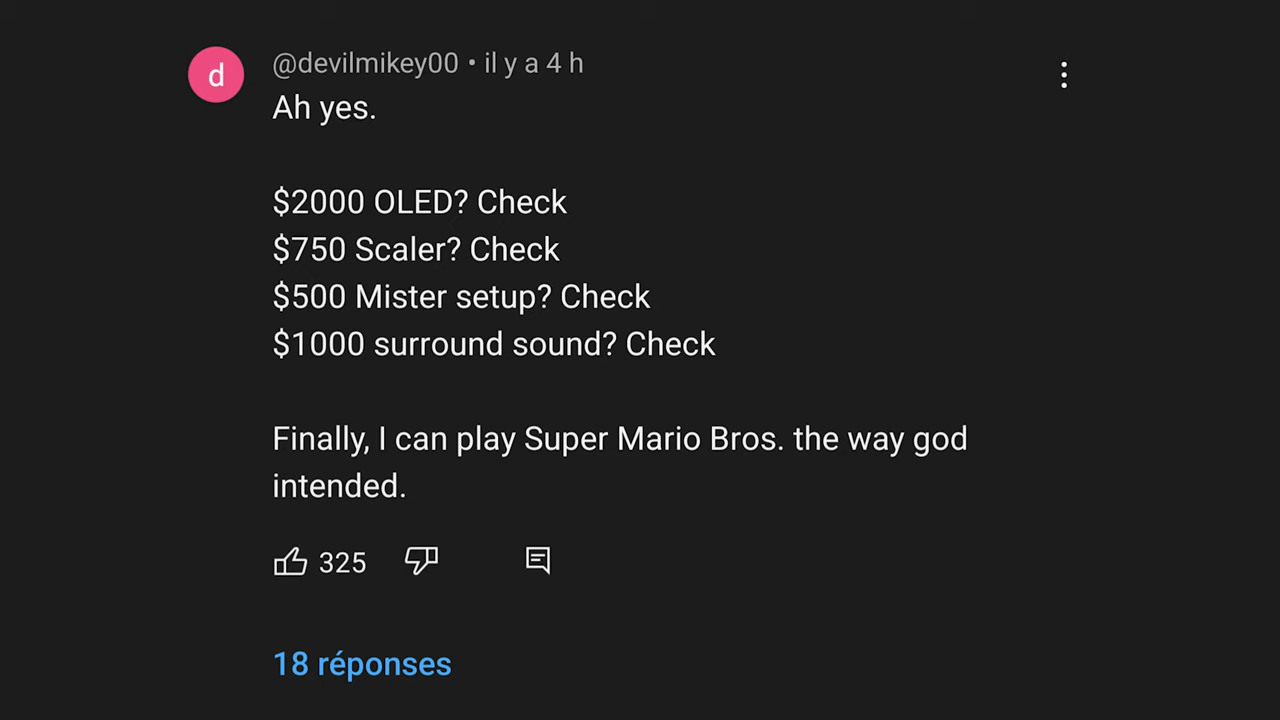 d
@devilmikey00 • il y a 4 h
Ah yes.
$2000 OLED? Check
$750 Scaler? Check
$500 Mister setup? Check
$1000 surround sound? Check
Finally, I can play Super Mario Bros. the way god
intended.
325
18 réponses